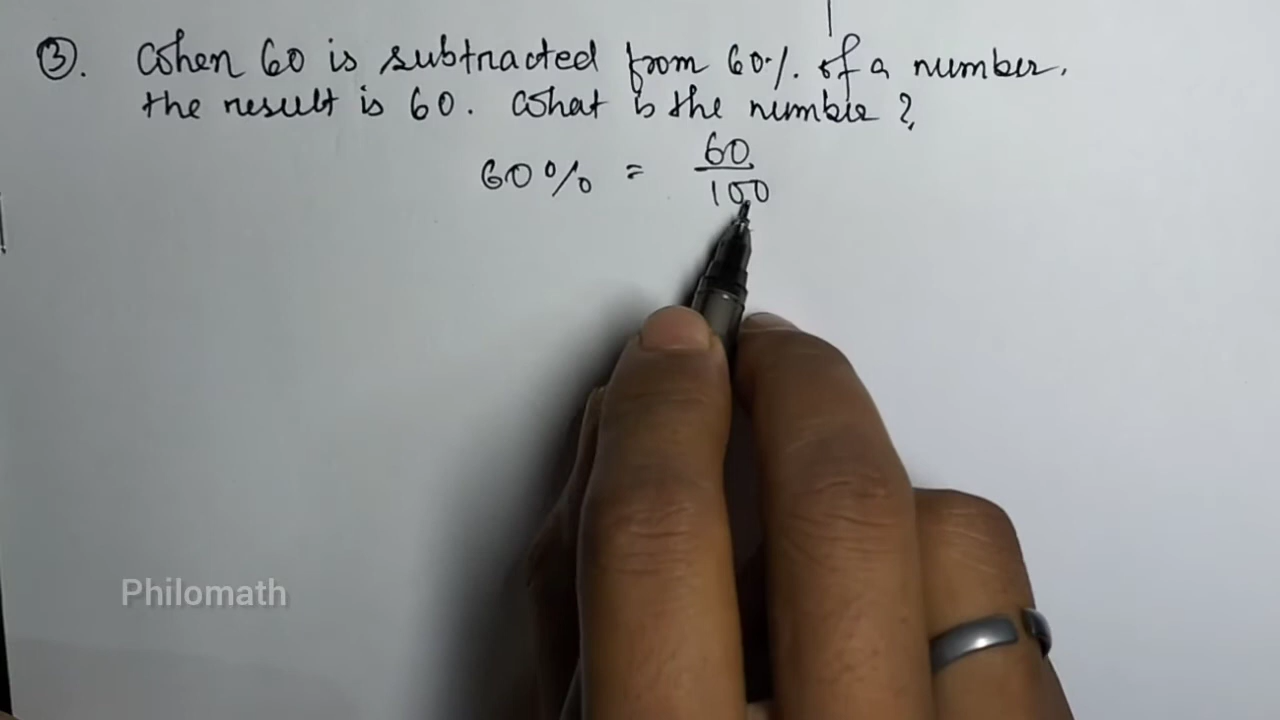 ③. When 60 is subtracted from 60% of a number.
the result is 60. What is the number ?
60% = 60/100
Philomath